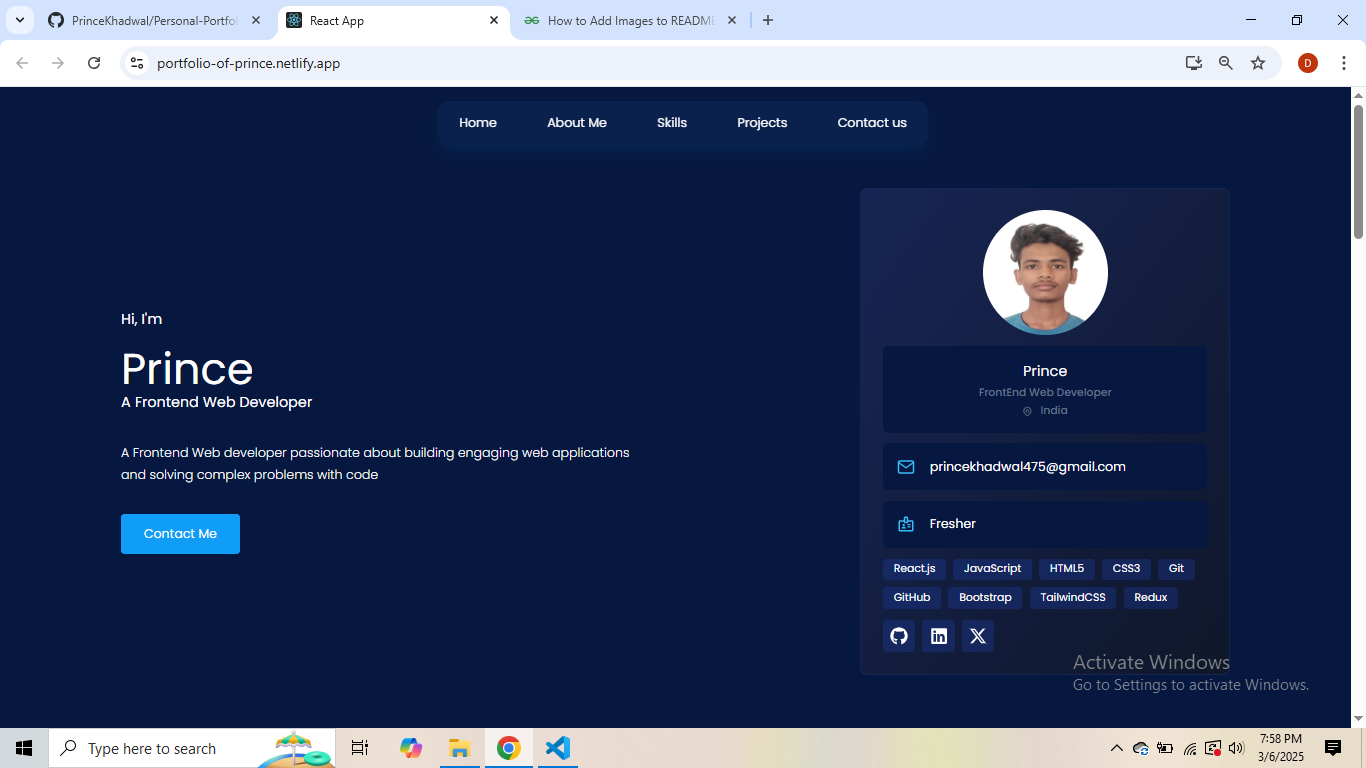 PrinceKhadwal/Personal-Portfol
React App
How to Add Images to README
portfolio-of-prince.netlify.app
D
Home About Me Skills Projects Contact us
Hi, I'm
Prince
A Frontend Web Developer
A Frontend Web developer passionate about building engaging web applications
and solving complex problems with code
Contact Me
Prince
FrontEnd Web Developer
India
princekhadwal475@gmail.com
Fresher
React.js JavaScript HTML5 CSS3 Git
GitHub Bootstrap TailwindCSS Redux
Activate Windows
Go to Settings to activate Windows.
Type here to search
7:58 PM
3/6/2025